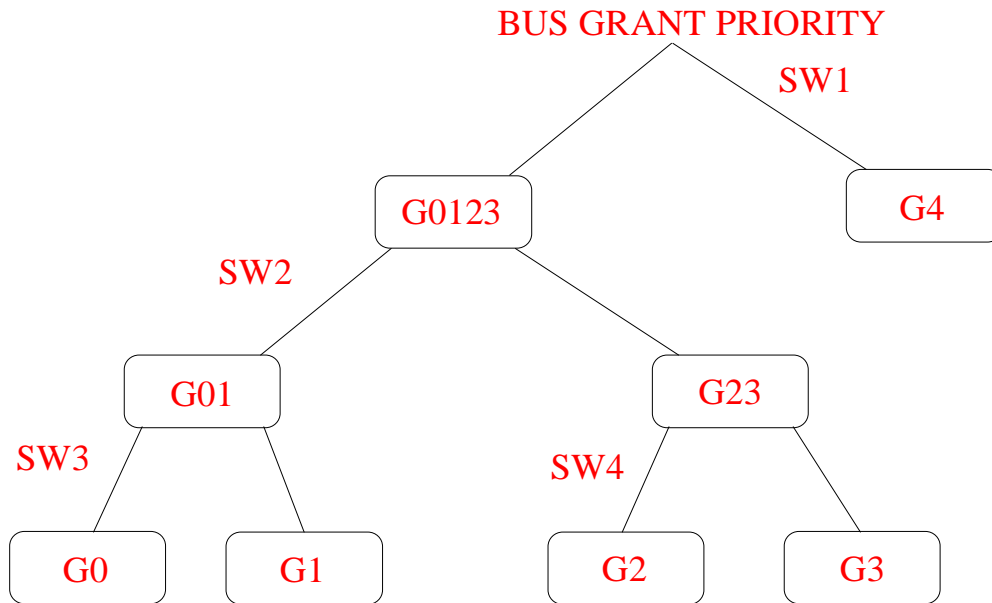 BUS GRANT PRIORITY
SW1
G0123
G4
SW2
G01
G23
SW3
SW4
G0
G1
G2
G3